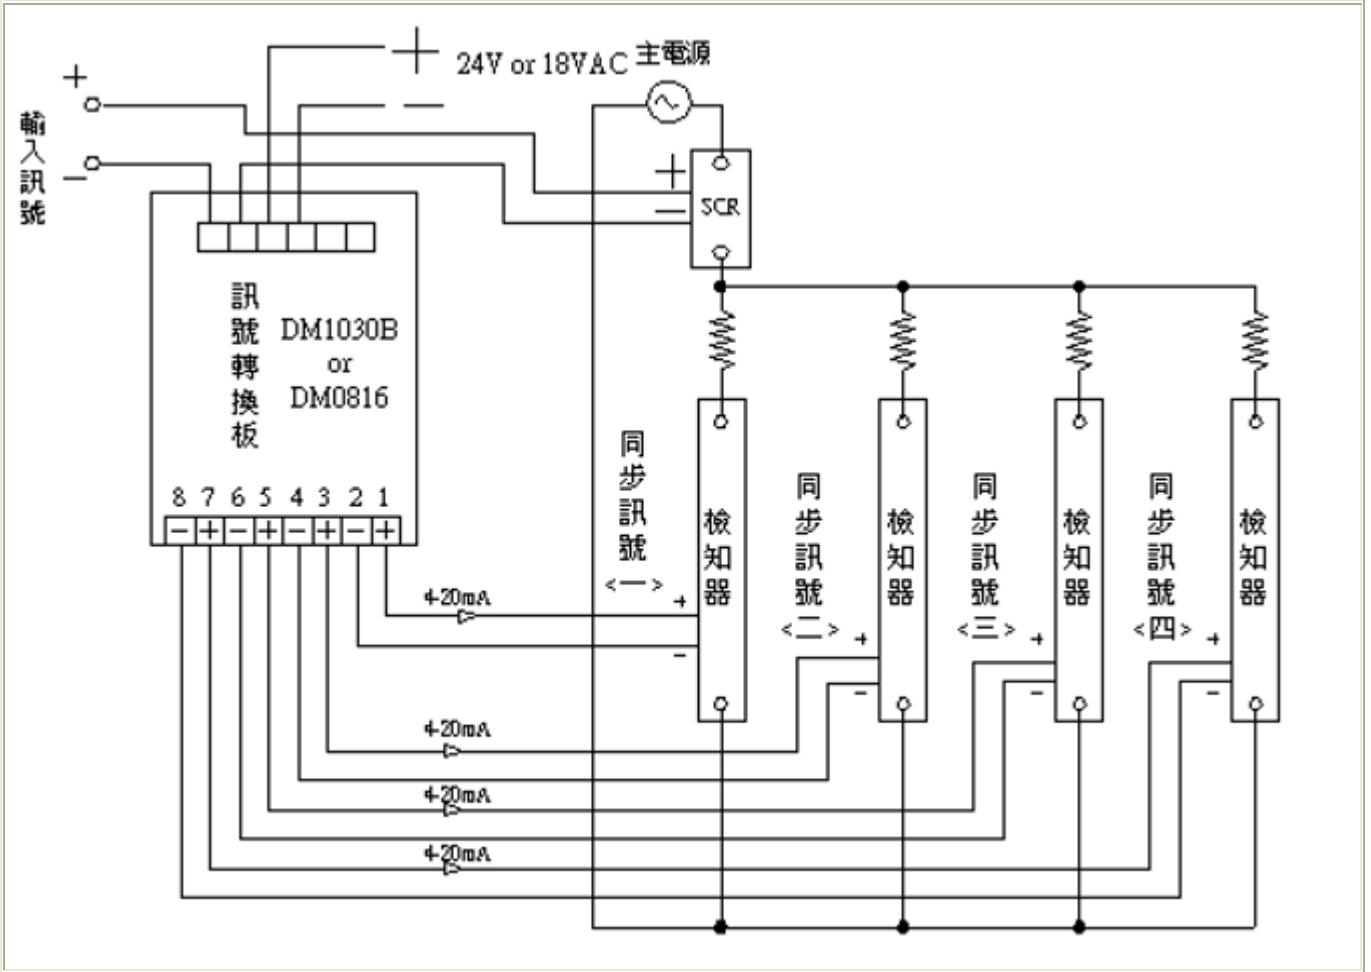 +
24V or 18VAC
主電源
+
—
輸入訊號
—
+
—
SCR
訊號轉換板
DM1030B
or
DM0816
8 7 6 5 4 3 2 1
- + - + - + - +
同步訊號
<一>
+
-
檢知器
同步訊號
<二>
+
-
檢知器
同步訊號
<三>
+
-
檢知器
同步訊號
<四>
+
-
檢知器
4-20mA
4-20mA
4-20mA
4-20mA